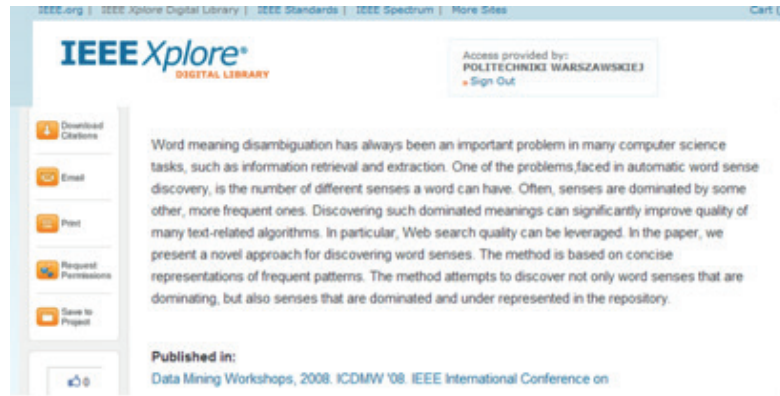 IEEE.org | IEEE Xplore Digital Library | IEEE Standards | IEEE Spectrum | More Sites Cart (
IEEE Xplore®
DIGITAL LIBRARY
Access provided by:
POLITECHNIKI WARSZAWSKIEJ
Sign Out
Download
Citations
Email
Print
Request
Permissions
Save to
Project
0
Word meaning disambiguation has always been an important problem in many computer science
tasks, such as information retrieval and extraction. One of the problems,faced in automatic word sense
discovery, is the number of different senses a word can have. Often, senses are dominated by some
other, more frequent ones. Discovering such dominated meanings can significantly improve quality of
many text-related algorithms. In particular, Web search quality can be leveraged. In the paper, we
present a novel approach for discovering word senses. The method is based on concise
representations of frequent patterns. The method attempts to discover not only word senses that are
dominating, but also senses that are dominated and under represented in the repository.
Published in:
Data Mining Workshops, 2008. ICDMW '08. IEEE International Conference on